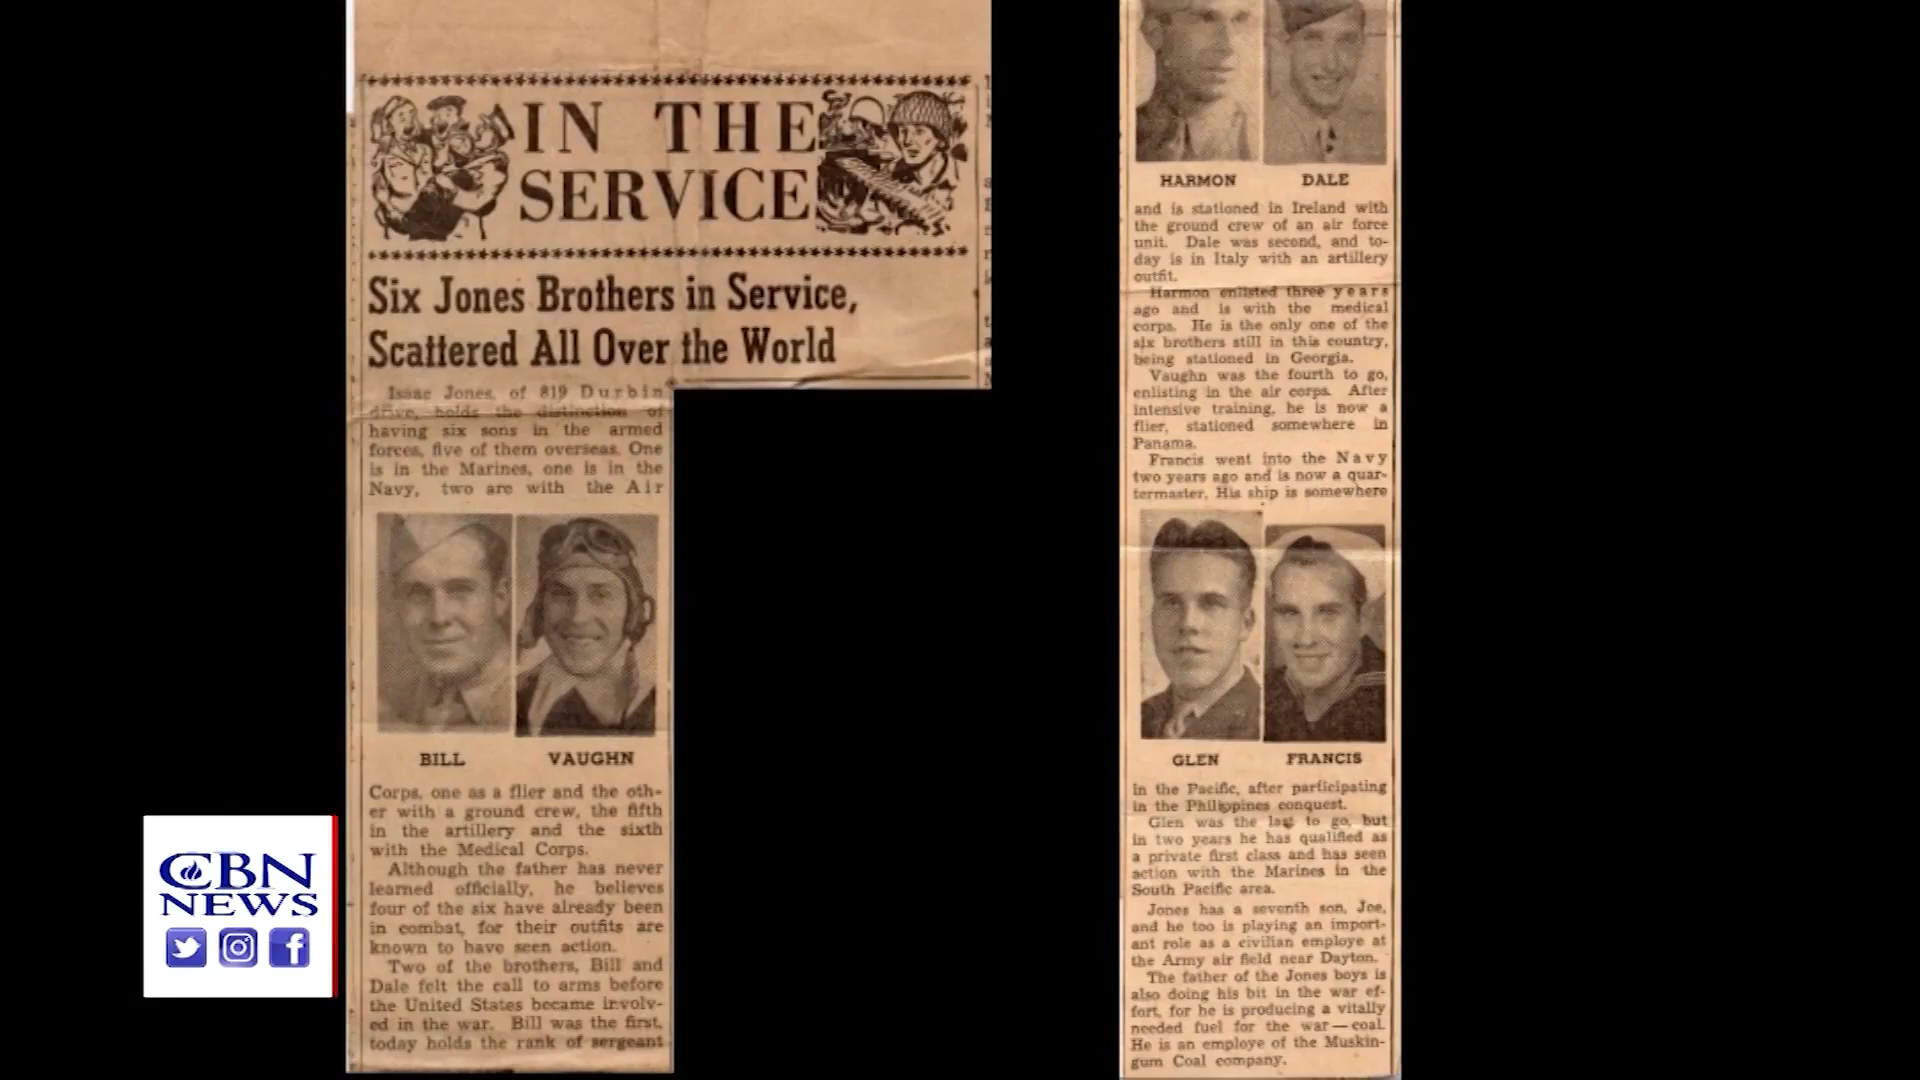 IN THE
SERVICE
Six Jones Brothers in Service,
Scattered All Over the World
Isaac Jones, of 819 Durbin
drive, holds the distinction of
having six sons in the armed
forces, five of them overseas. One
is in the Marines, one is in the
Navy, two are with the Air
BILL VAUGHN
Corps, one as a flier and the oth-
er with a ground crew, the fifth
in the artillery and the sixth
with the Medical Corps.
Although the father has never
learned officially, he believes
four of the six have already been
in combat, for their outfits are
known to have seen action.
Two of the brothers, Bill and
Dale felt the call to arms before
the United States became involv-
ed in the war. Bill was the first,
today holds the rank of sergeant
HARMON DALE
and is stationed in Ireland with
the ground crew of an air force
unit. Dale was second, and to-
day is in Italy with an artillery
outfit.
Harmon enlisted three years
ago and is with the medical
corps. He is the only one of the
six brothers still in this country,
being stationed in Georgia.
Vaughn was the fourth to go,
enlisting in the air corps. After
intensive training, he is now a
flier, stationed somewhere in
Panama.
Francis went into the Navy
two years ago and is now a quar-
termaster. His ship is somewhere
GLEN FRANCIS
in the Pacific, after participating
in the Philippines conquest.
Glen was the last to go, but
in two years he has qualified as
a private first class and has seen
action with the Marines in the
South Pacific area.
Jones has a seventh son, Joe,
and he too is playing an import-
ant role as a civilian employe at
the Army air field near Dayton.
The father of the Jones boys is
also doing his bit in the war ef-
fort, for he is producing a vitally
needed fuel for the war—coal.
He is an employe of the Muskin-
gum Coal company.
CBN
NEWS